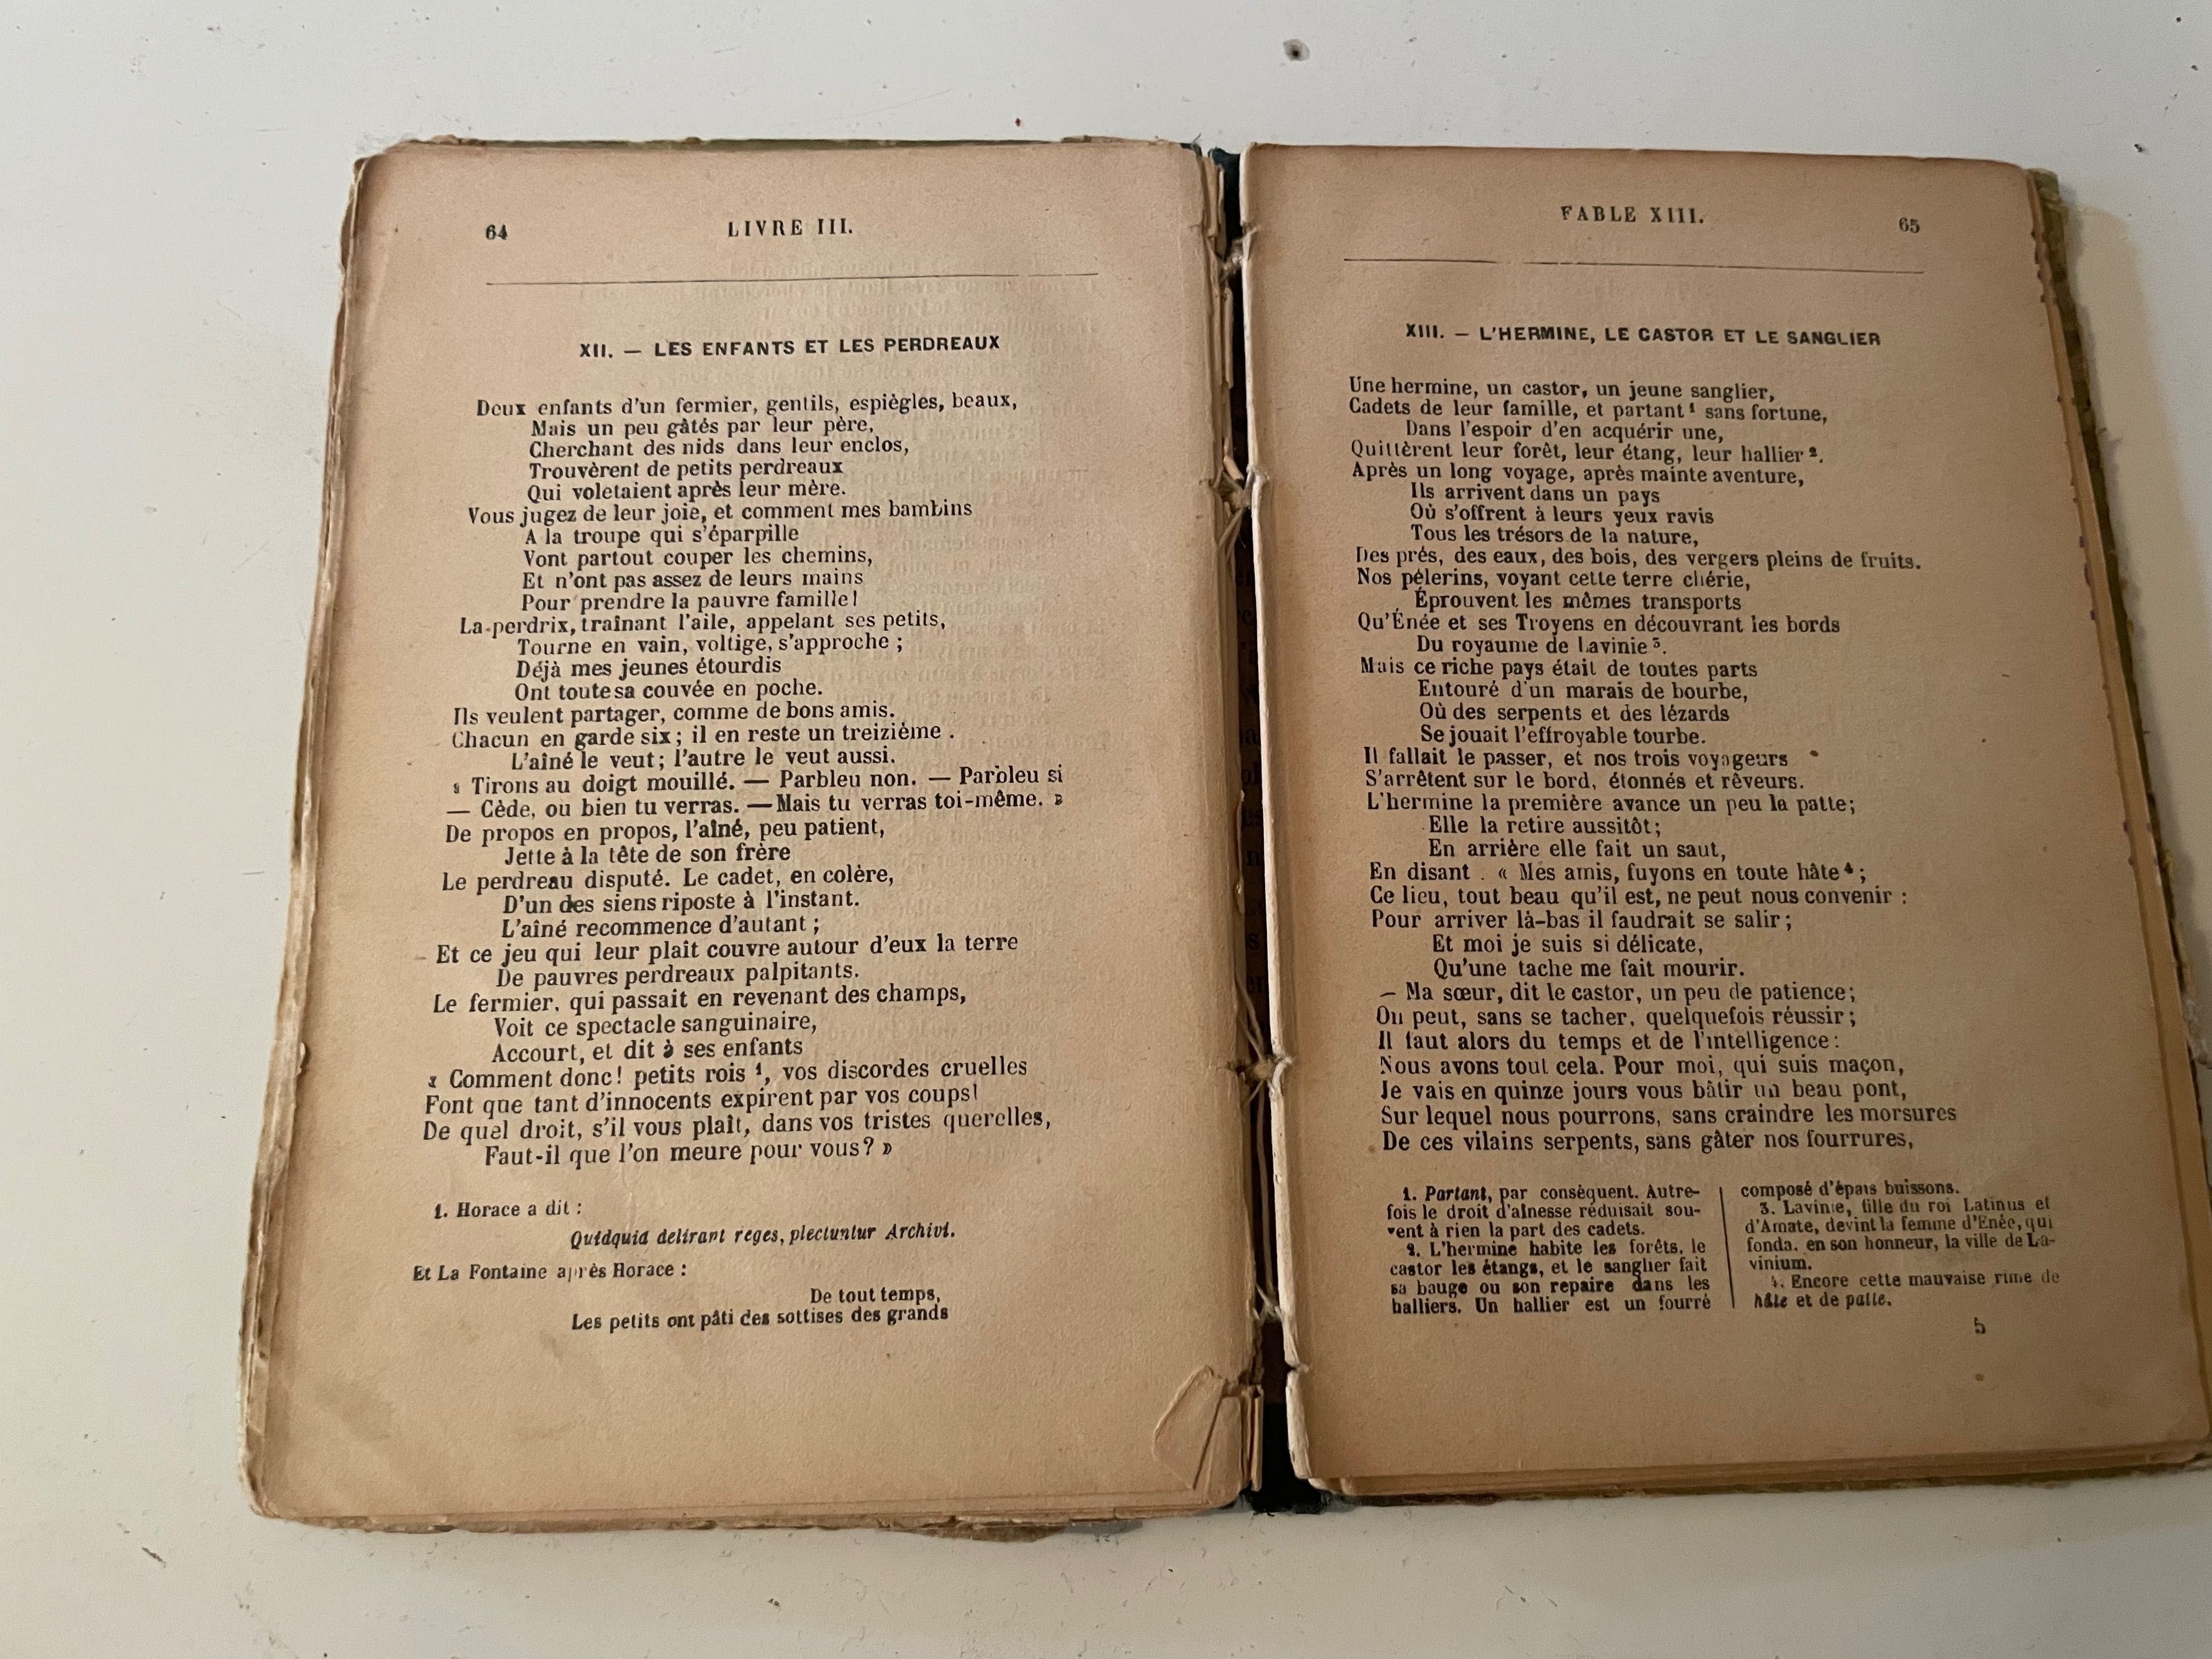 64
LIVRE III.
XII. — LES ENFANTS ET LES PERDREAUX
Deux enfants d'un fermier, gentils, espiègles, beaux,
Mais un peu gâtés par leur père,
Cherchant des nids dans leur enclos,
Trouvèrent de petits perdreaux
Qui voletaient après leur mère.
Vous jugez de leur joie, et comment mes bambins
A la troupe qui s'éparpille
Vont partout couper les chemins,
Et n'ont pas assez de leurs mains
Pour prendre la pauvre famille!
La perdrix, traînant l'aile, appelant ses petits,
Tourne en vain, voltige, s'approche ;
Déjà mes jeunes étourdis
Ont toute sa couvée en poche.
Ils veulent partager, comme de bons amis.
Chacun en garde six ; il en reste un treizième .
L'aîné le veut ; l'autre le veut aussi.
« Tirons au doigt mouillé. — Parbleu non. — Parbleu si
— Cède, ou bien tu verras. — Mais tu verras toi-même. »
De propos en propos, l'aîné, peu patient,
Jette à la tête de son frère
Le perdreau disputé. Le cadet, en colère,
D'un des siens riposte à l'instant.
L'aîné recommence d'autant ;
Et ce jeu qui leur plaît couvre autour d'eux la terre
De pauvres perdreaux palpitants.
Le fermier, qui passait en revenant des champs,
Voit ce spectacle sanguinaire,
Accourt, et dit à ses enfants
« Comment donc! petits rois ¹, vos discordes cruelles
Font que tant d'innocents expirent par vos coups!
De quel droit, s'il vous plaît, dans vos tristes querelles,
Faut-il que l'on meure pour vous? »
1. Horace a dit :
Quidquid delirant reges, plectuntur Archivi.
Et La Fontaine après Horace :
De tout temps,
Les petits ont pâti des sottises des grands
FABLE XIII.
65
XIII. — L'HERMINE, LE CASTOR ET LE SANGLIER
Une hermine, un castor, un jeune sanglier,
Cadets de leur famille, et partant ¹ sans fortune,
Dans l'espoir d'en acquérir une,
Quittèrent leur forêt, leur étang, leur hallier ².
Après un long voyage, après mainte aventure,
Ils arrivent dans un pays
Où s'offrent à leurs yeux ravis
Tous les trésors de la nature,
Des prés, des eaux, des bois, des vergers pleins de fruits.
Nos pèlerins, voyant cette terre chérie,
Éprouvent les mêmes transports
Qu'Énée et ses Troyens en découvrant les bords
Du royaume de Lavinie ³.
Mais ce riche pays était de toutes parts
Entouré d'un marais de bourbe,
Où des serpents et des lézards
Se jouait l'effroyable tourbe.
Il fallait le passer, et nos trois voyageurs
S'arrêtent sur le bord, étonnés et rêveurs.
L'hermine la première avance un peu la patte;
Elle la retire aussitôt;
En arrière elle fait un saut,
En disant . « Mes amis, fuyons en toute hâte ⁴ ;
Ce lieu, tout beau qu'il est, ne peut nous convenir :
Pour arriver là-bas il faudrait se salir ;
Et moi je suis si délicate,
Qu'une tache me fait mourir.
— Ma sœur, dit le castor, un peu de patience;
On peut, sans se tacher, quelquefois réussir ;
Il faut alors du temps et de l'intelligence :
Nous avons tout cela. Pour moi, qui suis maçon,
Je vais en quinze jours vous bâtir un beau pont,
Sur lequel nous pourrons, sans craindre les morsures
De ces vilains serpents, sans gâter nos fourrures,
1. Partant, par conséquent. Autre-
fois le droit d'aînesse réduisait sou-
vent à rien la part des cadets.
2. L'hermine habite les forêts, le
castor les étangs, et le sanglier fait
sa bauge ou son repaire dans les
halliers. Un hallier est un fourré
composé d'épais buissons.
3. Lavinie, fille du roi Latinus et
d'Amate, devint la femme d'Enée, qui
fonda, en son honneur, la ville de La-
vinium.
4. Encore cette mauvaise rime de
hâte et de patte.
5